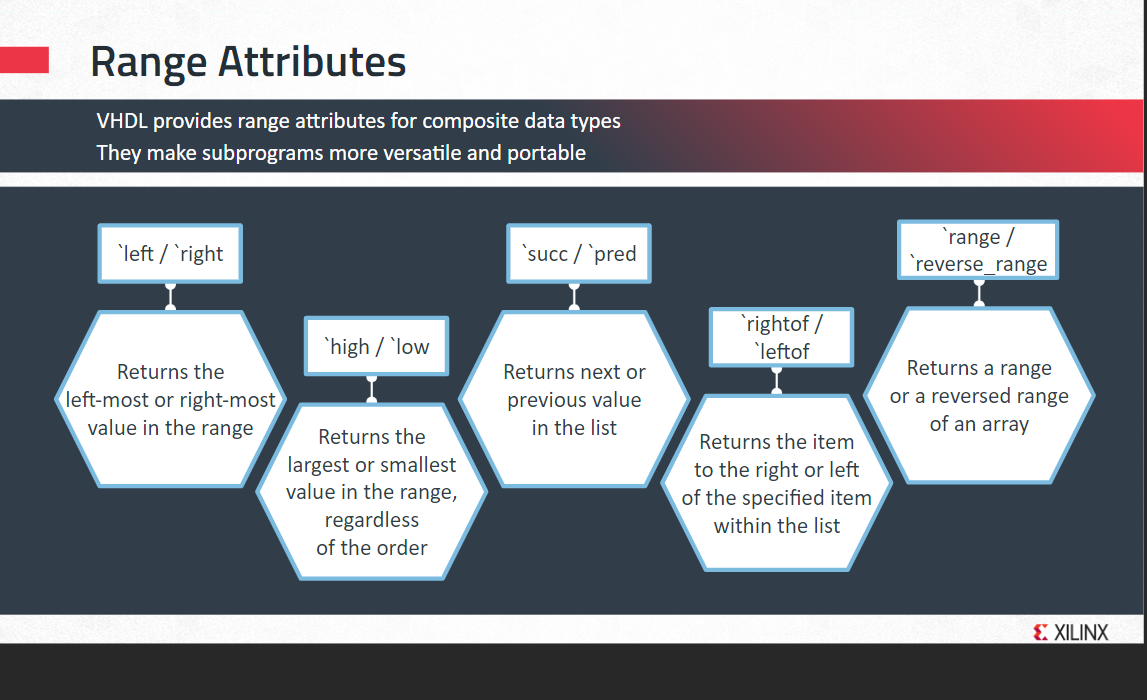 Range Attributes
VHDL provides range attributes for composite data types
They make subprograms more versatile and portable
`left / `right
Returns the
left-most or right-most
value in the range
`high / `low
Returns the
largest or smallest
value in the range,
regardless
of the order
`succ / `pred
Returns next or
previous value
in the list
`rightof /
`leftof
Returns the item
to the right or left
of the specified item
within the list
`range /
`reverse_range
Returns a range
or a reversed range
of an array
XILINX